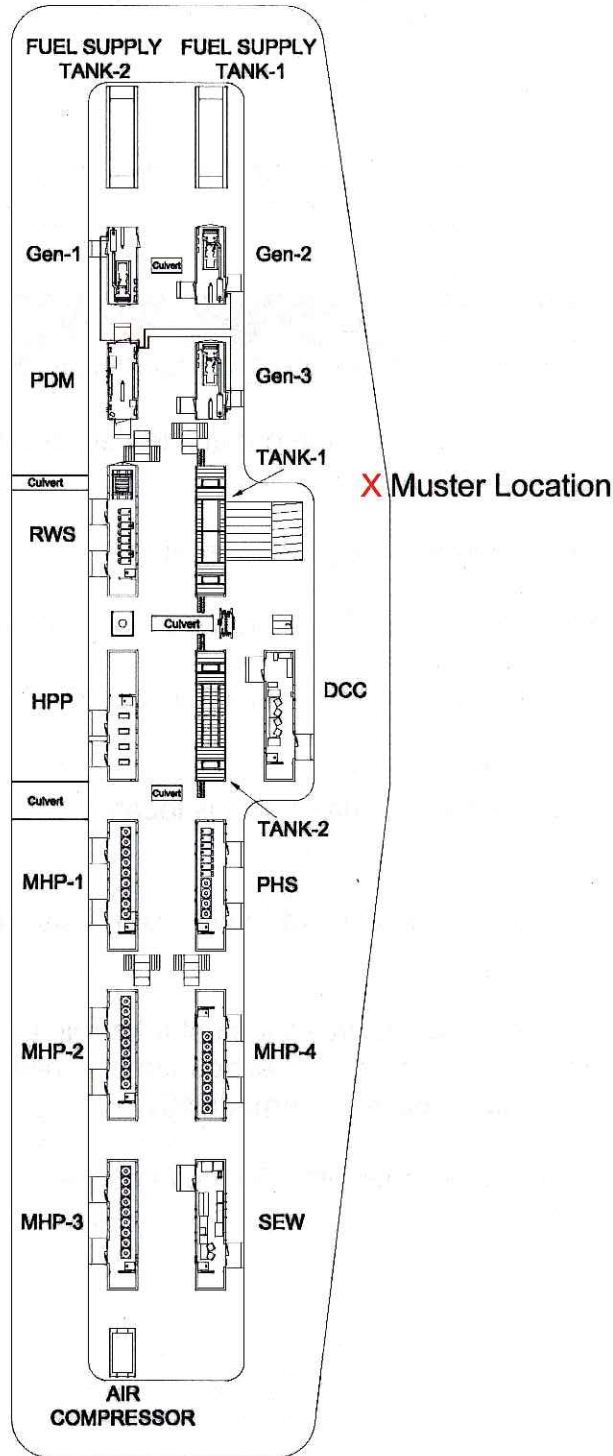 FUEL SUPPLY
TANK-2
FUEL SUPPLY
TANK-1
Gen-1
Culvert
Gen-2
PDM
Gen-3
TANK-1
Culvert
X Muster Location
RWS
Culvert
HPP
DCC
Culvert
Culvert
TANK-2
MHP-1
PHS
MHP-2
MHP-4
MHP-3
SEW
AIR
COMPRESSOR